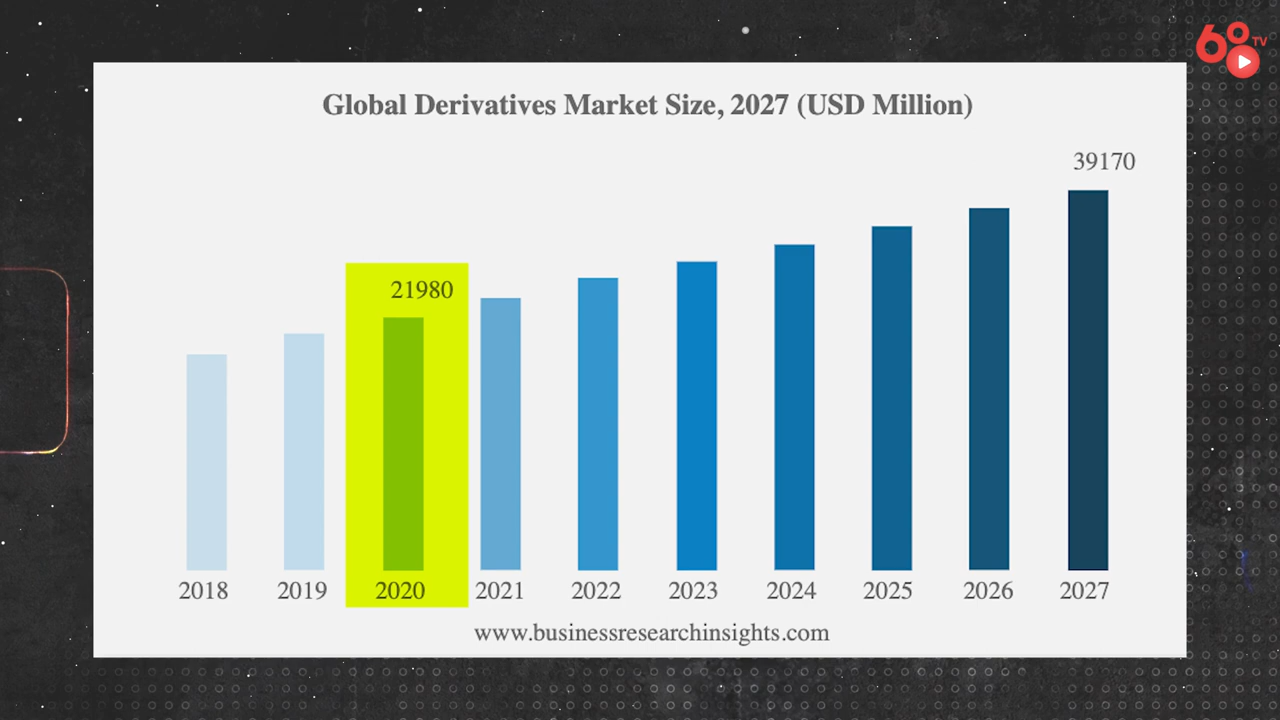 6° TV
Global Derivatives Market Size, 2027 (USD Million)
39170
21980
2018 2019 2020 2021 2022 2023 2024 2025 2026 2027
www.businessresearchinsights.com